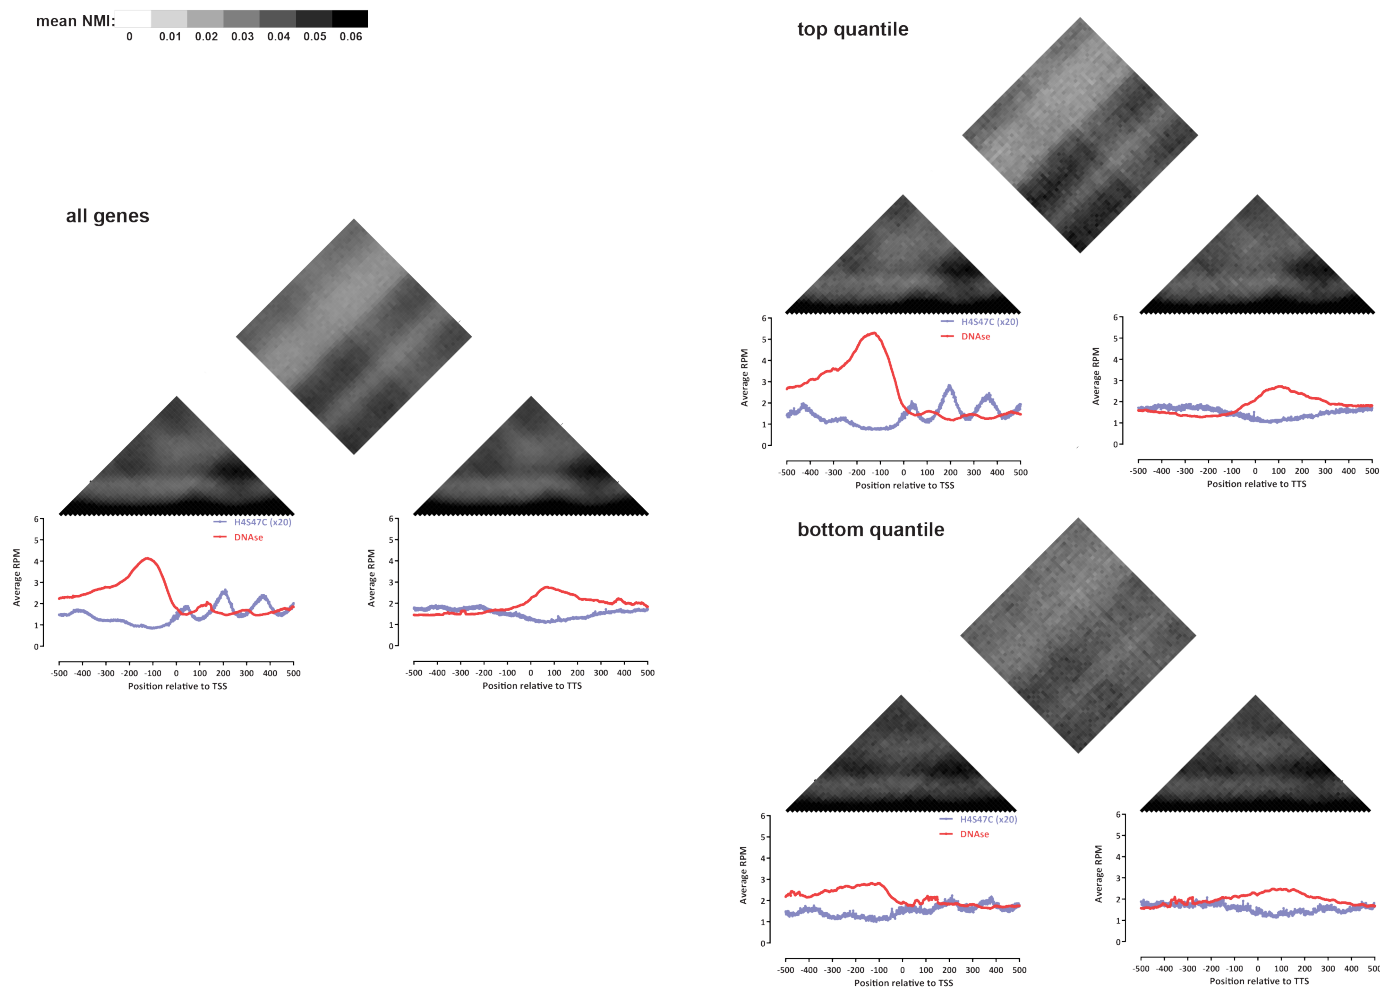 mean NMI:
0 0.01 0.02 0.03 0.04 0.05 0.06
all genes
6
5
4
3
2
1
0
Average RPM
H4S47C (x20)
DNAse
-500 -400 -300 -200 -100 0 100 200 300 400 500
Position relative to TSS
6
5
4
3
2
1
0
Average RPM
-500 -400 -300 -200 -100 0 100 200 300 400 500
Position relative to TTS
top quantile
6
5
4
3
2
1
0
Average RPM
H4S47C (x20)
DNAse
-500 -400 -300 -200 -100 0 100 200 300 400 500
Position relative to TSS
6
5
4
3
2
1
0
Average RPM
-500 -400 -300 -200 -100 0 100 200 300 400 500
Position relative to TTS
bottom quantile
6
5
4
3
2
1
0
Average RPM
H4S47C (x20)
DNAse
-500 -400 -300 -200 -100 0 100 200 300 400 500
Position relative to TSS
6
5
4
3
2
1
0
Average RPM
-500 -400 -300 -200 -100 0 100 200 300 400 500
Position relative to TTS